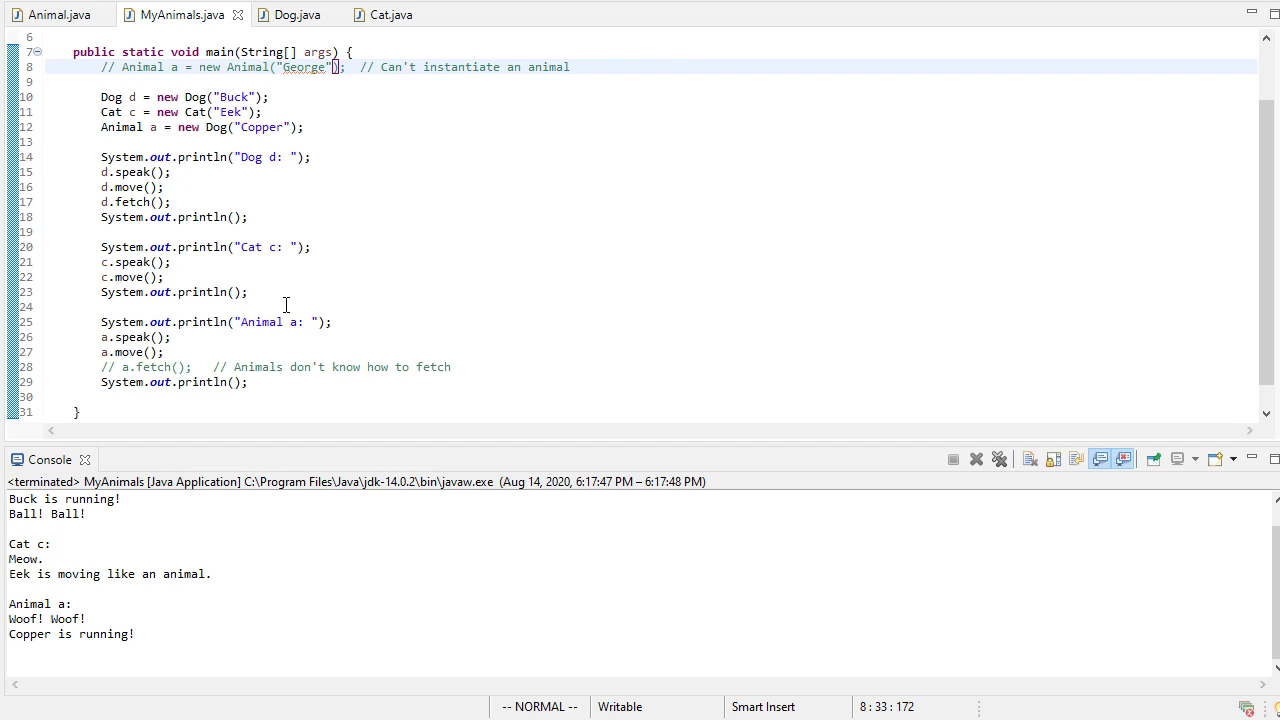 Animal.java MyAnimals.java Dog.java Cat.java
6
7 public static void main(String[] args) {
8 // Animal a = new Animal("George");  // Can't instantiate an animal
9
10 Dog d = new Dog("Buck");
11 Cat c = new Cat("Eek");
12 Animal a = new Dog("Copper");
13
14 System.out.println("Dog d: ");
15 d.speak();
16 d.move();
17 d.fetch();
18 System.out.println();
19
20 System.out.println("Cat c: ");
21 c.speak();
22 c.move();
23 System.out.println();
24
25 System.out.println("Animal a: ");
26 a.speak();
27 a.move();
28 // a.fetch();   // Animals don't know how to fetch
29 System.out.println();
30
31 }
Console
<terminated> MyAnimals [Java Application] C:\Program Files\Java\jdk-14.0.2\bin\javaw.exe (Aug 14, 2020, 6:17:47 PM – 6:17:48 PM)
Buck is running!
Ball! Ball!
Cat c:
Meow.
Eek is moving like an animal.
Animal a:
Woof! Woof!
Copper is running!
-- NORMAL -- Writable Smart Insert 8 : 33 : 172